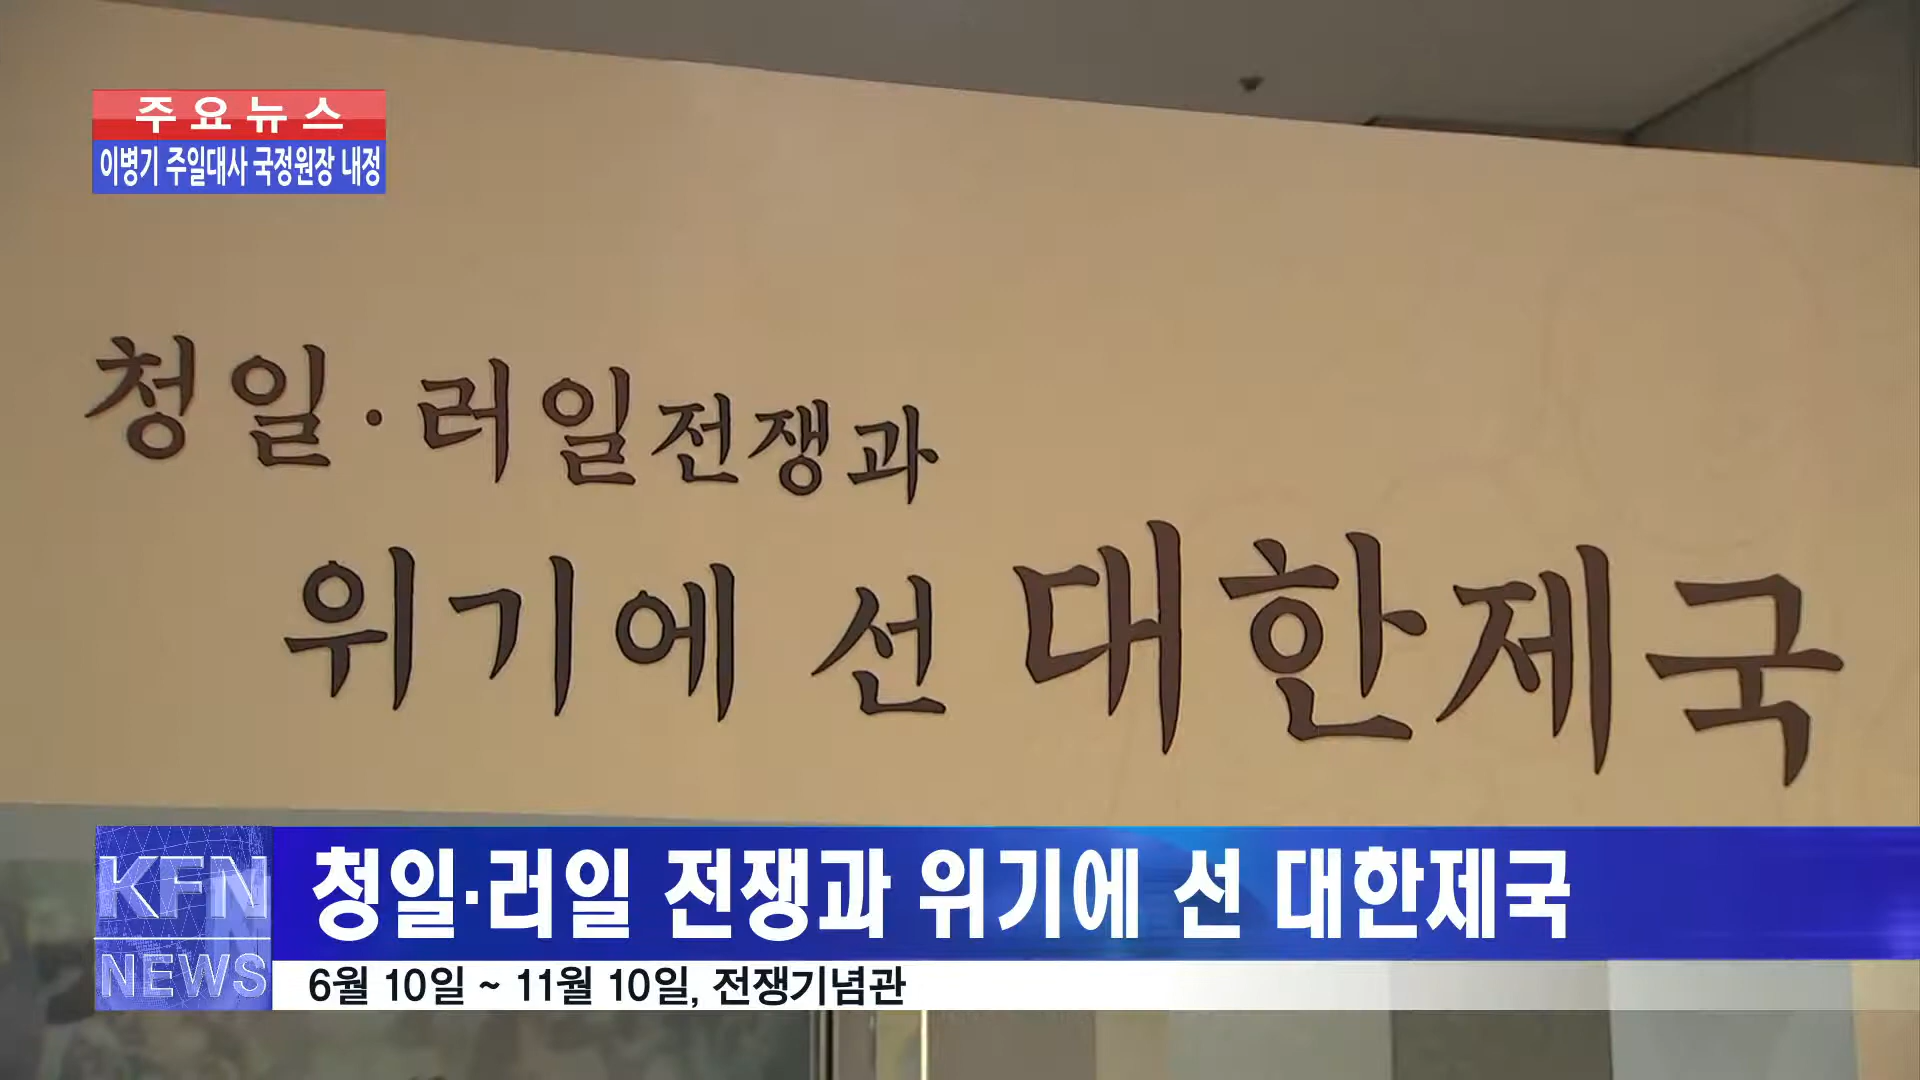 주요뉴스
이병기 주일대사 국정원장 내정
청일·러일전쟁과
위기에 선 대한제국
KFN
NEWS
청일·러일 전쟁과 위기에 선 대한제국
6월 10일 ~ 11월 10일, 전쟁기념관